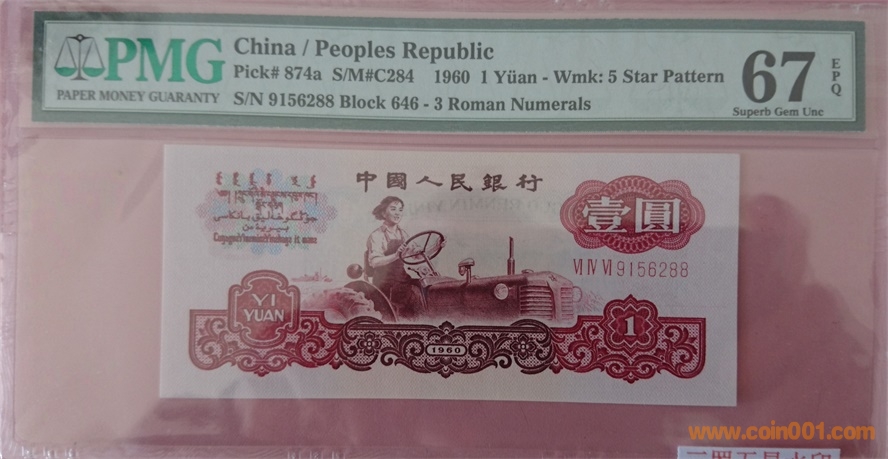 PMG
PAPER MONEY GUARANTY
China / Peoples Republic
Pick# 874a S/M#C284 1960 1 Yüan - Wmk: 5 Star Pattern
S/N 9156288 Block 646 - 3 Roman Numerals
67
EPQ
Superb Gem Unc
中國人民銀行
壹圓
VI IV VI 9156288
YI
YUAN
1960
1
www.coin001.com